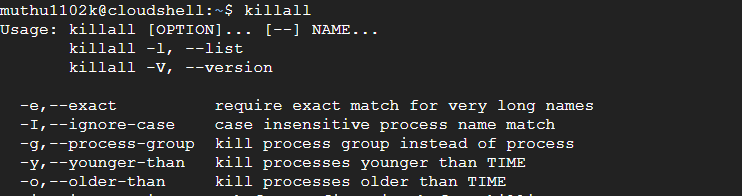 muthu1102k@cloudshell:~$ killall
Usage: killall [OPTION]... [--] NAME...
       killall -l, --list
       killall -V, --version

  -e,--exact          require exact match for very long names
  -I,--ignore-case    case insensitive process name match
  -g,--process-group  kill process group instead of process
  -y,--younger-than   kill processes younger than TIME
  -o,--older-than     kill processes older than TIME